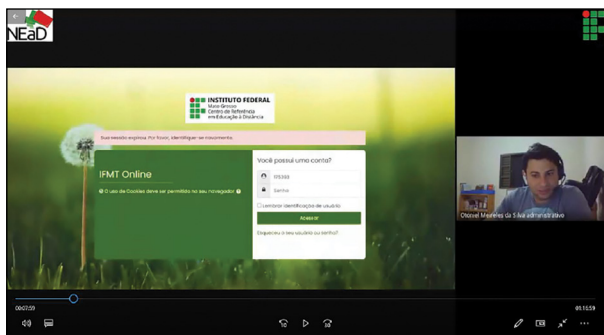 NEaD
INSTITUTO FEDERAL
Mato Grosso
Centro de Referência
em Educação à Distância
Sua sessão expirou. Por favor, identifique-se novamente.
IFMT Online
O uso de Cookies deve ser permitido no seu navegador
Você possui uma conta?
Senha
Lembrar identificação de usuário
Acessar
Esqueceu o seu usuário ou senha?
Otoniel Meireles da Silva administrativo
00:07:59
01:16:59
10
30